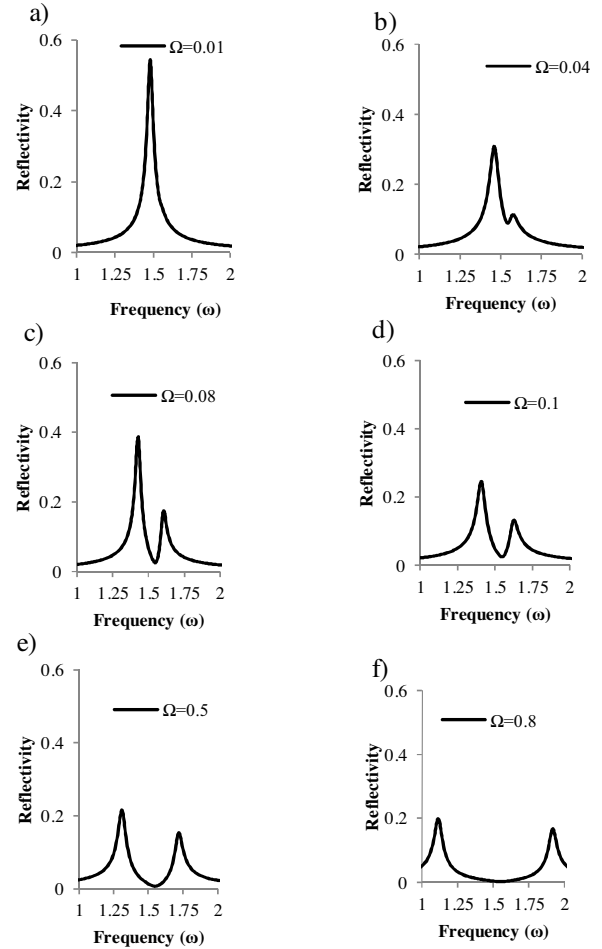 a)
Ω=0.01
0.6
0.4
0.2
0
1 1.25 1.5 1.75 2
Reflectivity
Frequency (ω)
b)
Ω=0.04
0.6
0.4
0.2
0
1 1.25 1.5 1.75 2
Reflectivity
Frequency (ω)
c)
Ω=0.08
0.6
0.4
0.2
0
1 1.25 1.5 1.75 2
Reflectivity
Frequency (ω)
d)
Ω=0.1
0.6
0.4
0.2
0
1 1.25 1.5 1.75 2
Reflectivity
Frequency (ω)
e)
Ω=0.5
0.6
0.4
0.2
0
1 1.25 1.5 1.75 2
Reflectivity
Frequency (ω)
f)
Ω=0.8
0.6
0.4
0.2
0
1 1.25 1.5 1.75 2
Reflectivity
Frequency (ω)